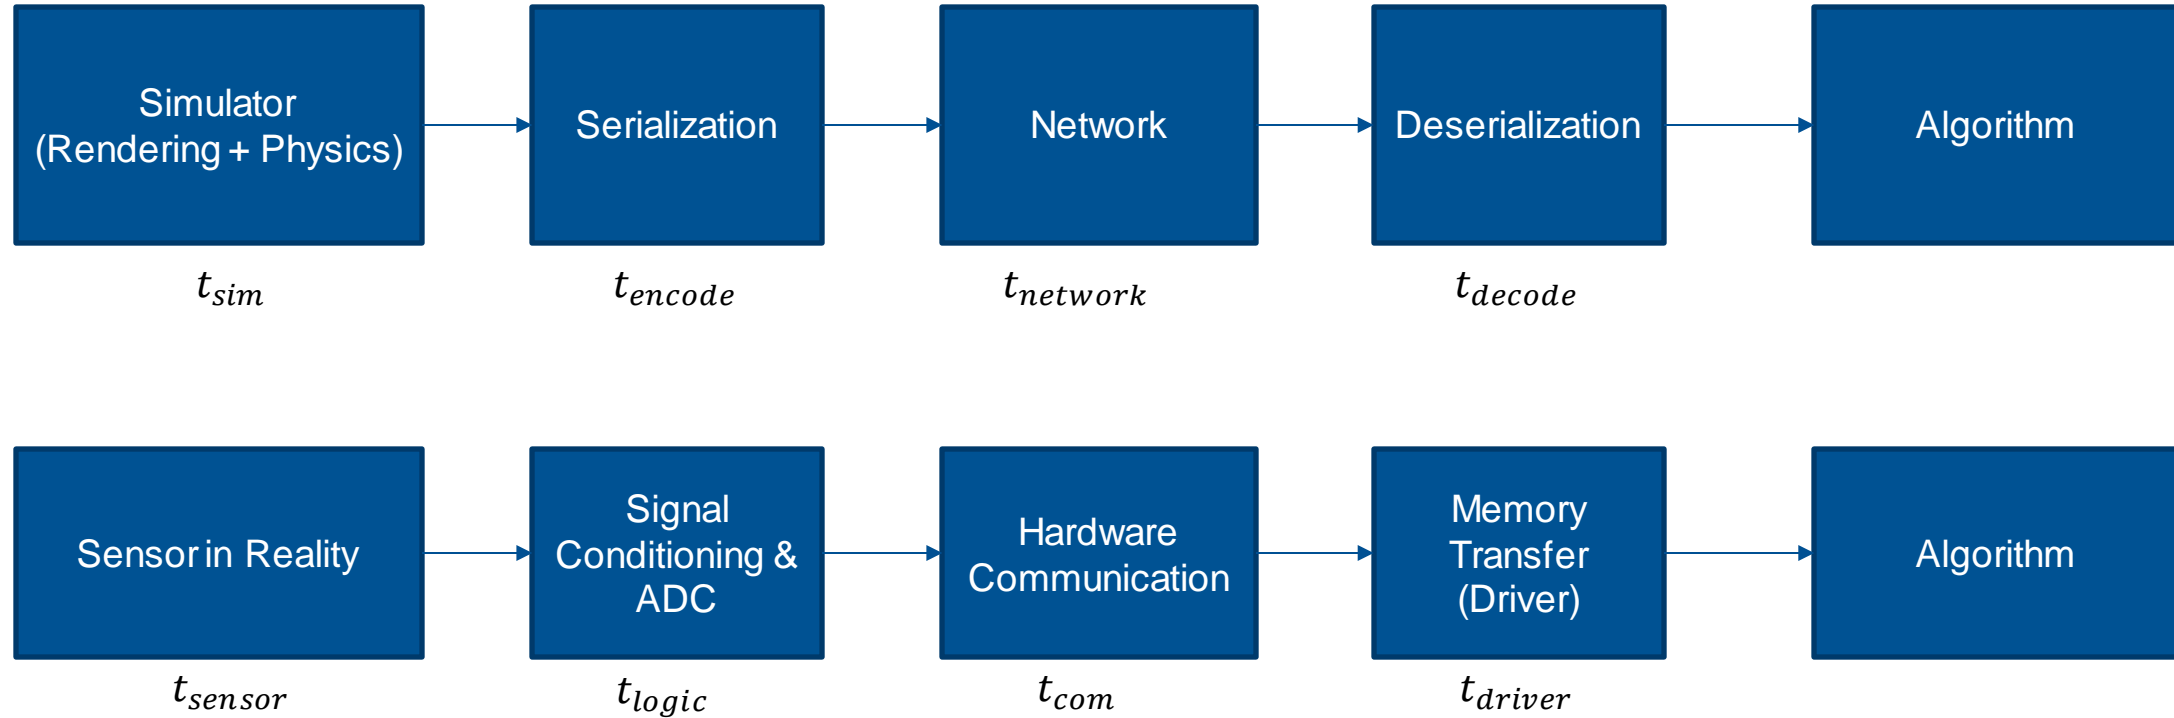 Simulator
(Rendering + Physics)
Serialization
Network
Deserialization
Algorithm
t_sim
t_encode
t_network
t_decode
Sensor in Reality
Signal
Conditioning &
ADC
Hardware
Communication
Memory
Transfer
(Driver)
Algorithm
t_sensor
t_logic
t_com
t_driver